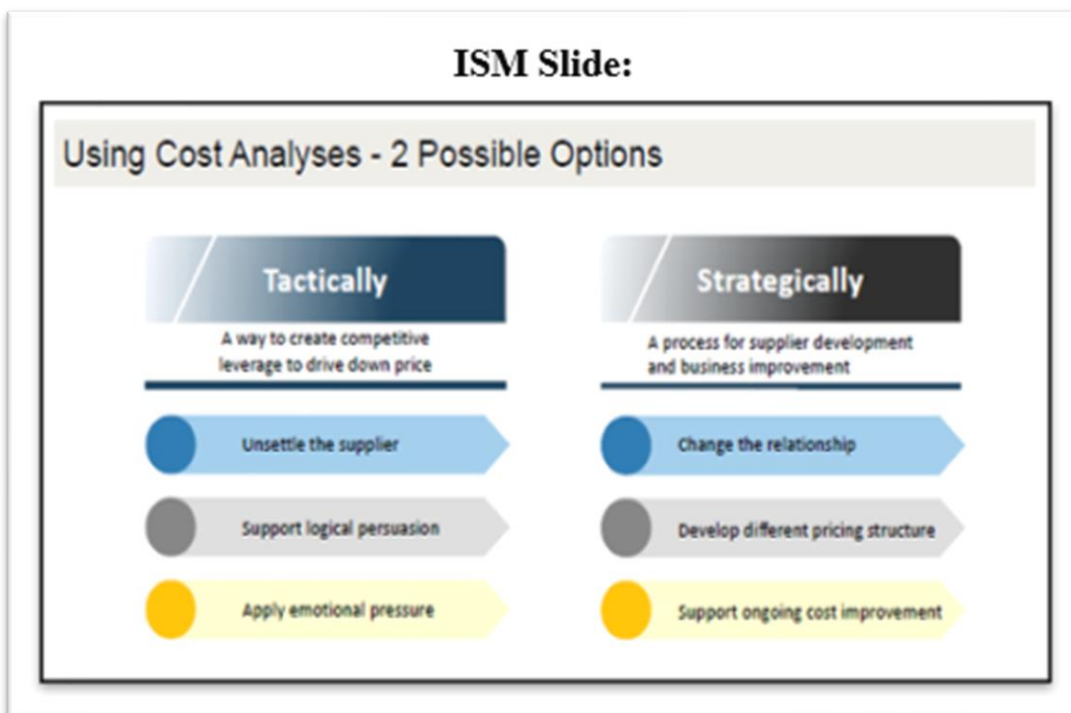 ISM Slide:
Using Cost Analyses - 2 Possible Options
Tactically
A way to create competitive
leverage to drive down price
Unsettle the supplier
Support logical persuasion
Apply emotional pressure
Strategically
A process for supplier development
and business improvement
Change the relationship
Develop different pricing structure
Support ongoing cost improvement